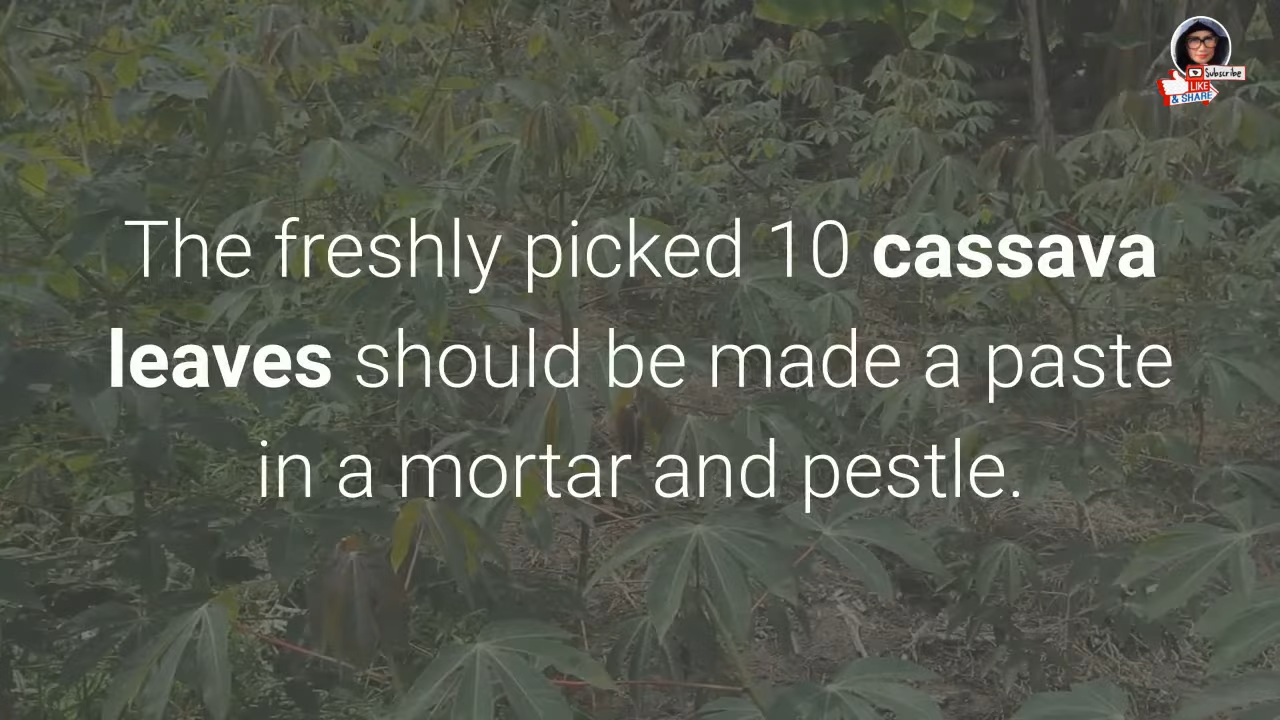 Subscribe
LIKE
& SHARE
The freshly picked 10 cassava
leaves should be made a paste
in a mortar and pestle.